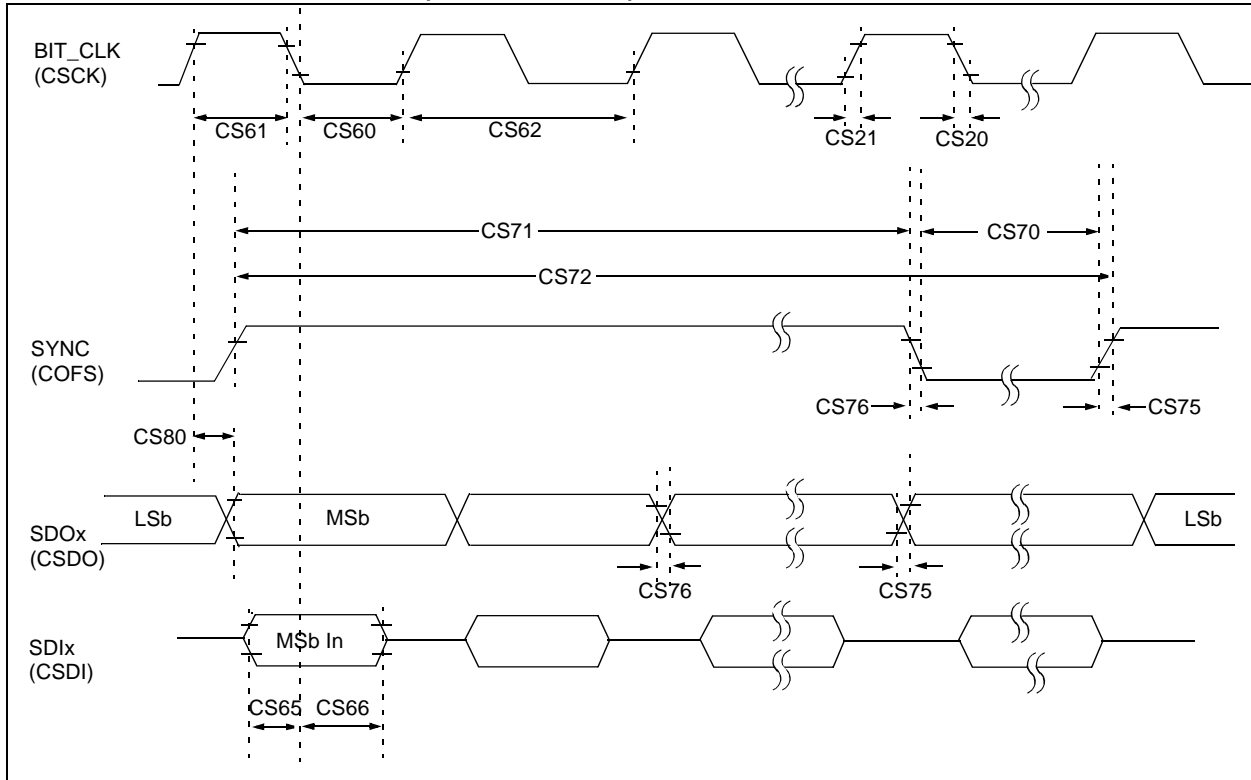 BIT_CLK
(CSCK)
CS61
CS60
CS62
CS21
CS20
CS71
CS70
CS72
SYNC
(COFS)
CS76
CS75
CS80
SDOx
(CSDO)
LSb
MSb
LSb
CS76
CS75
SDIx
(CSDI)
MSb In
CS65
CS66